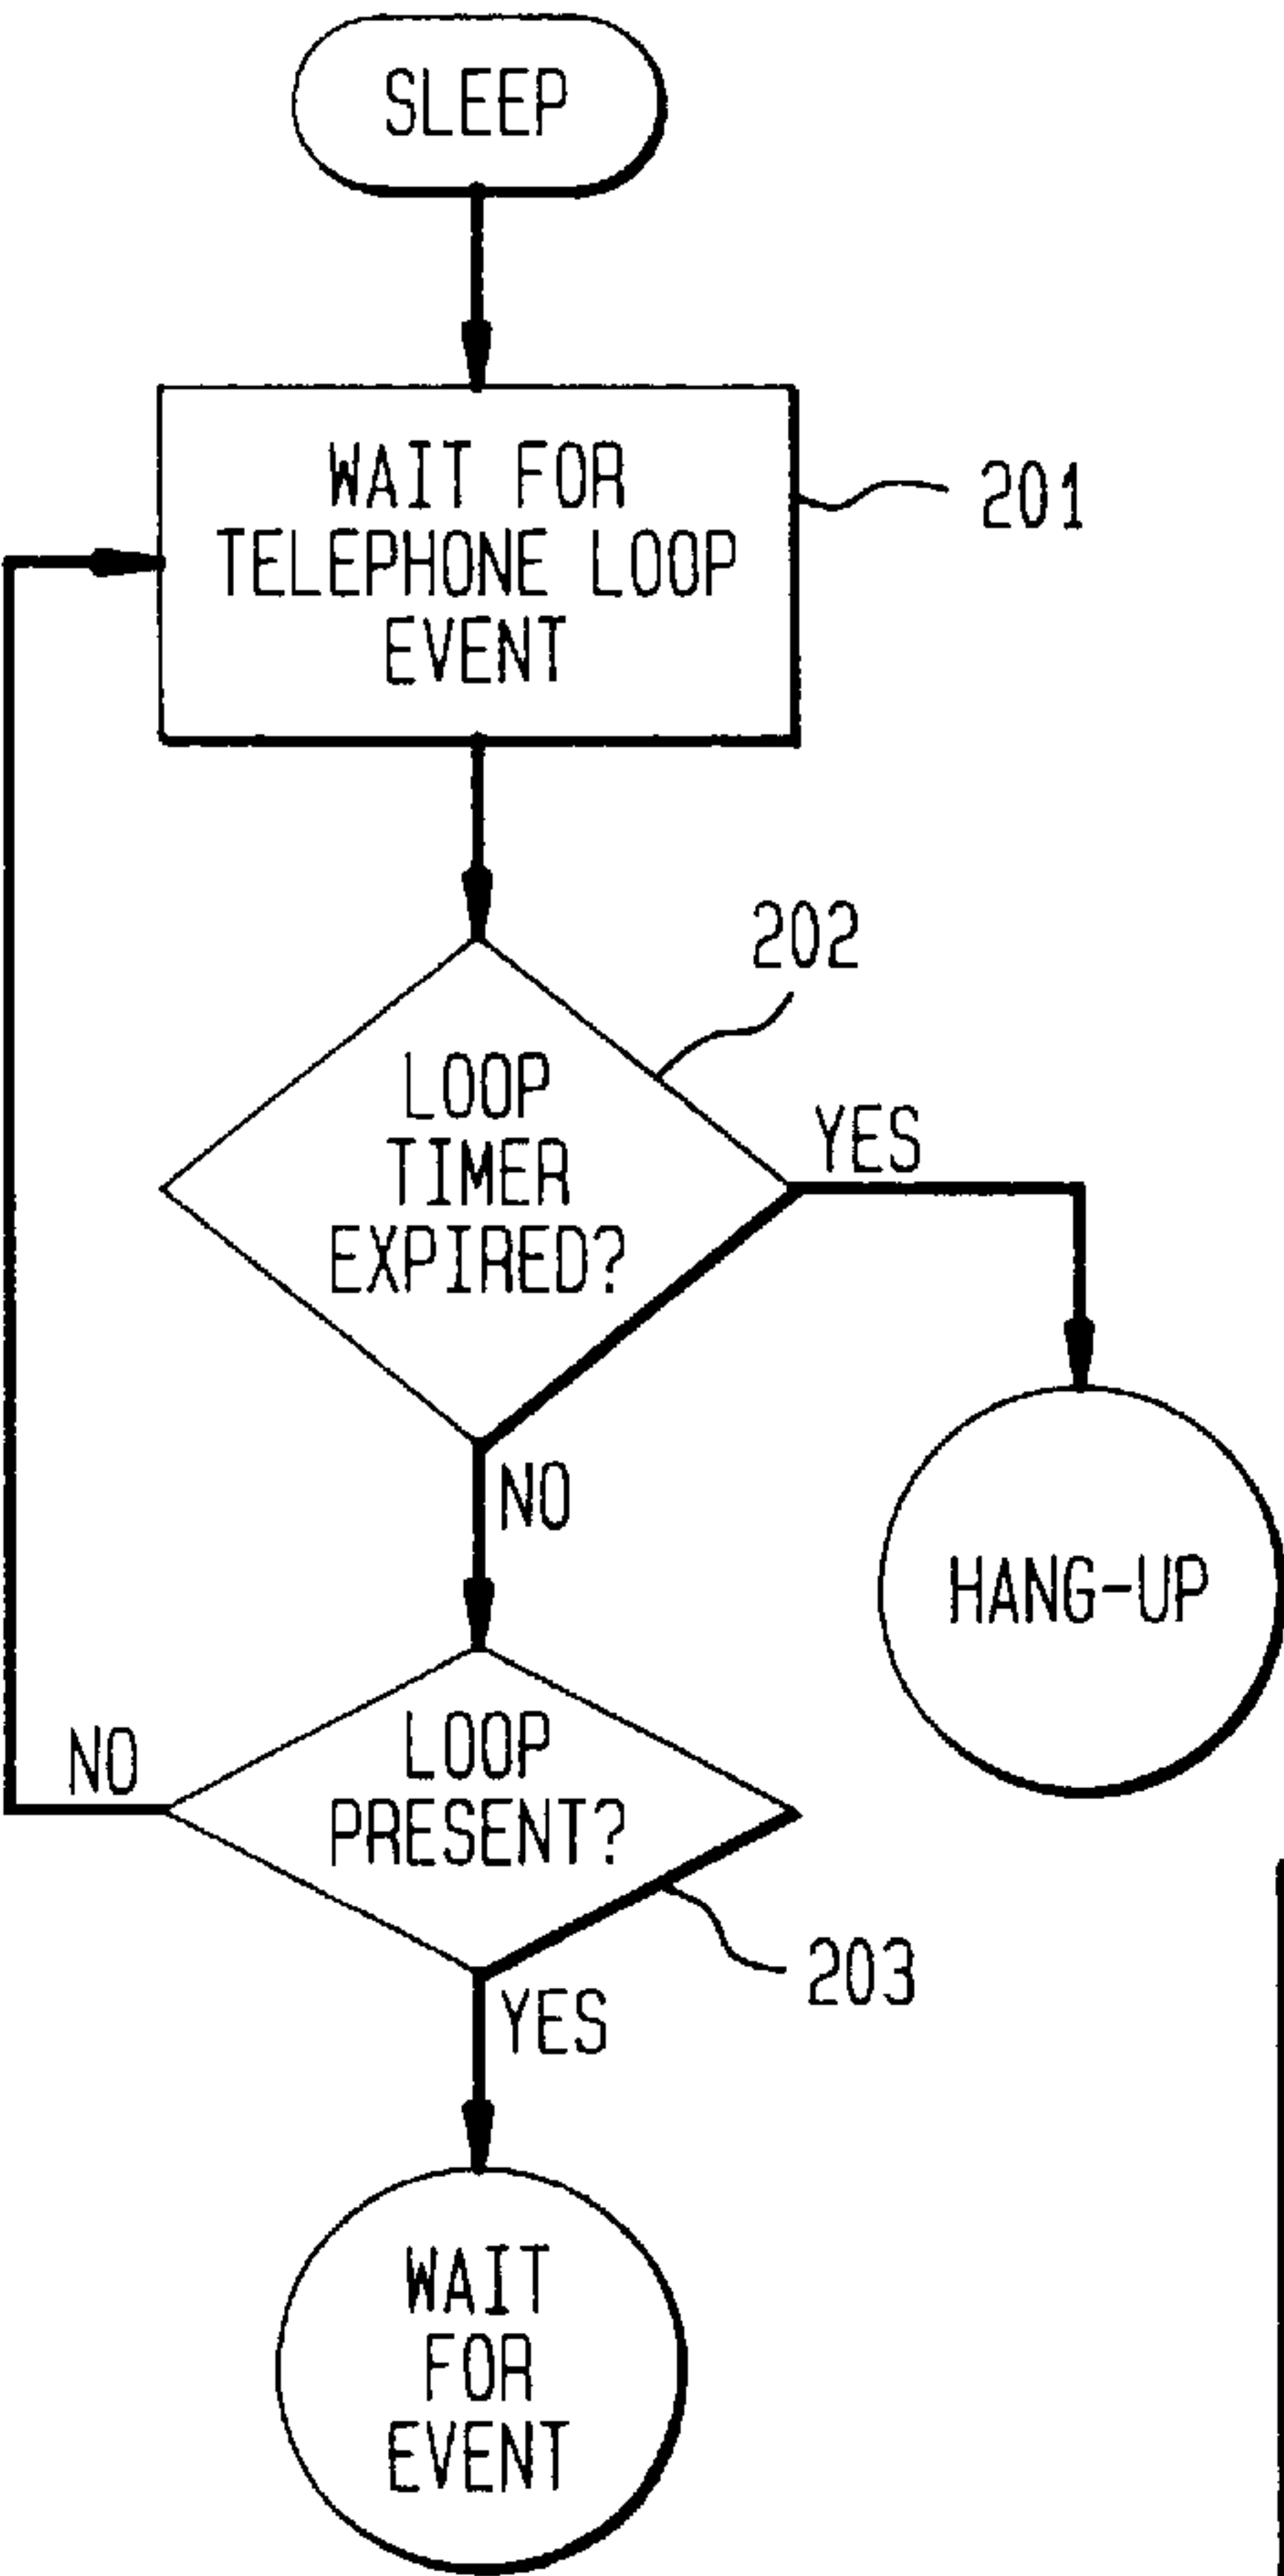 SLEEP
WAIT FOR
TELEPHONE LOOP
EVENT
201
202
LOOP
TIMER
EXPIRED?
YES
NO
HANG-UP
LOOP
PRESENT?
NO
203
YES
WAIT
FOR
EVENT